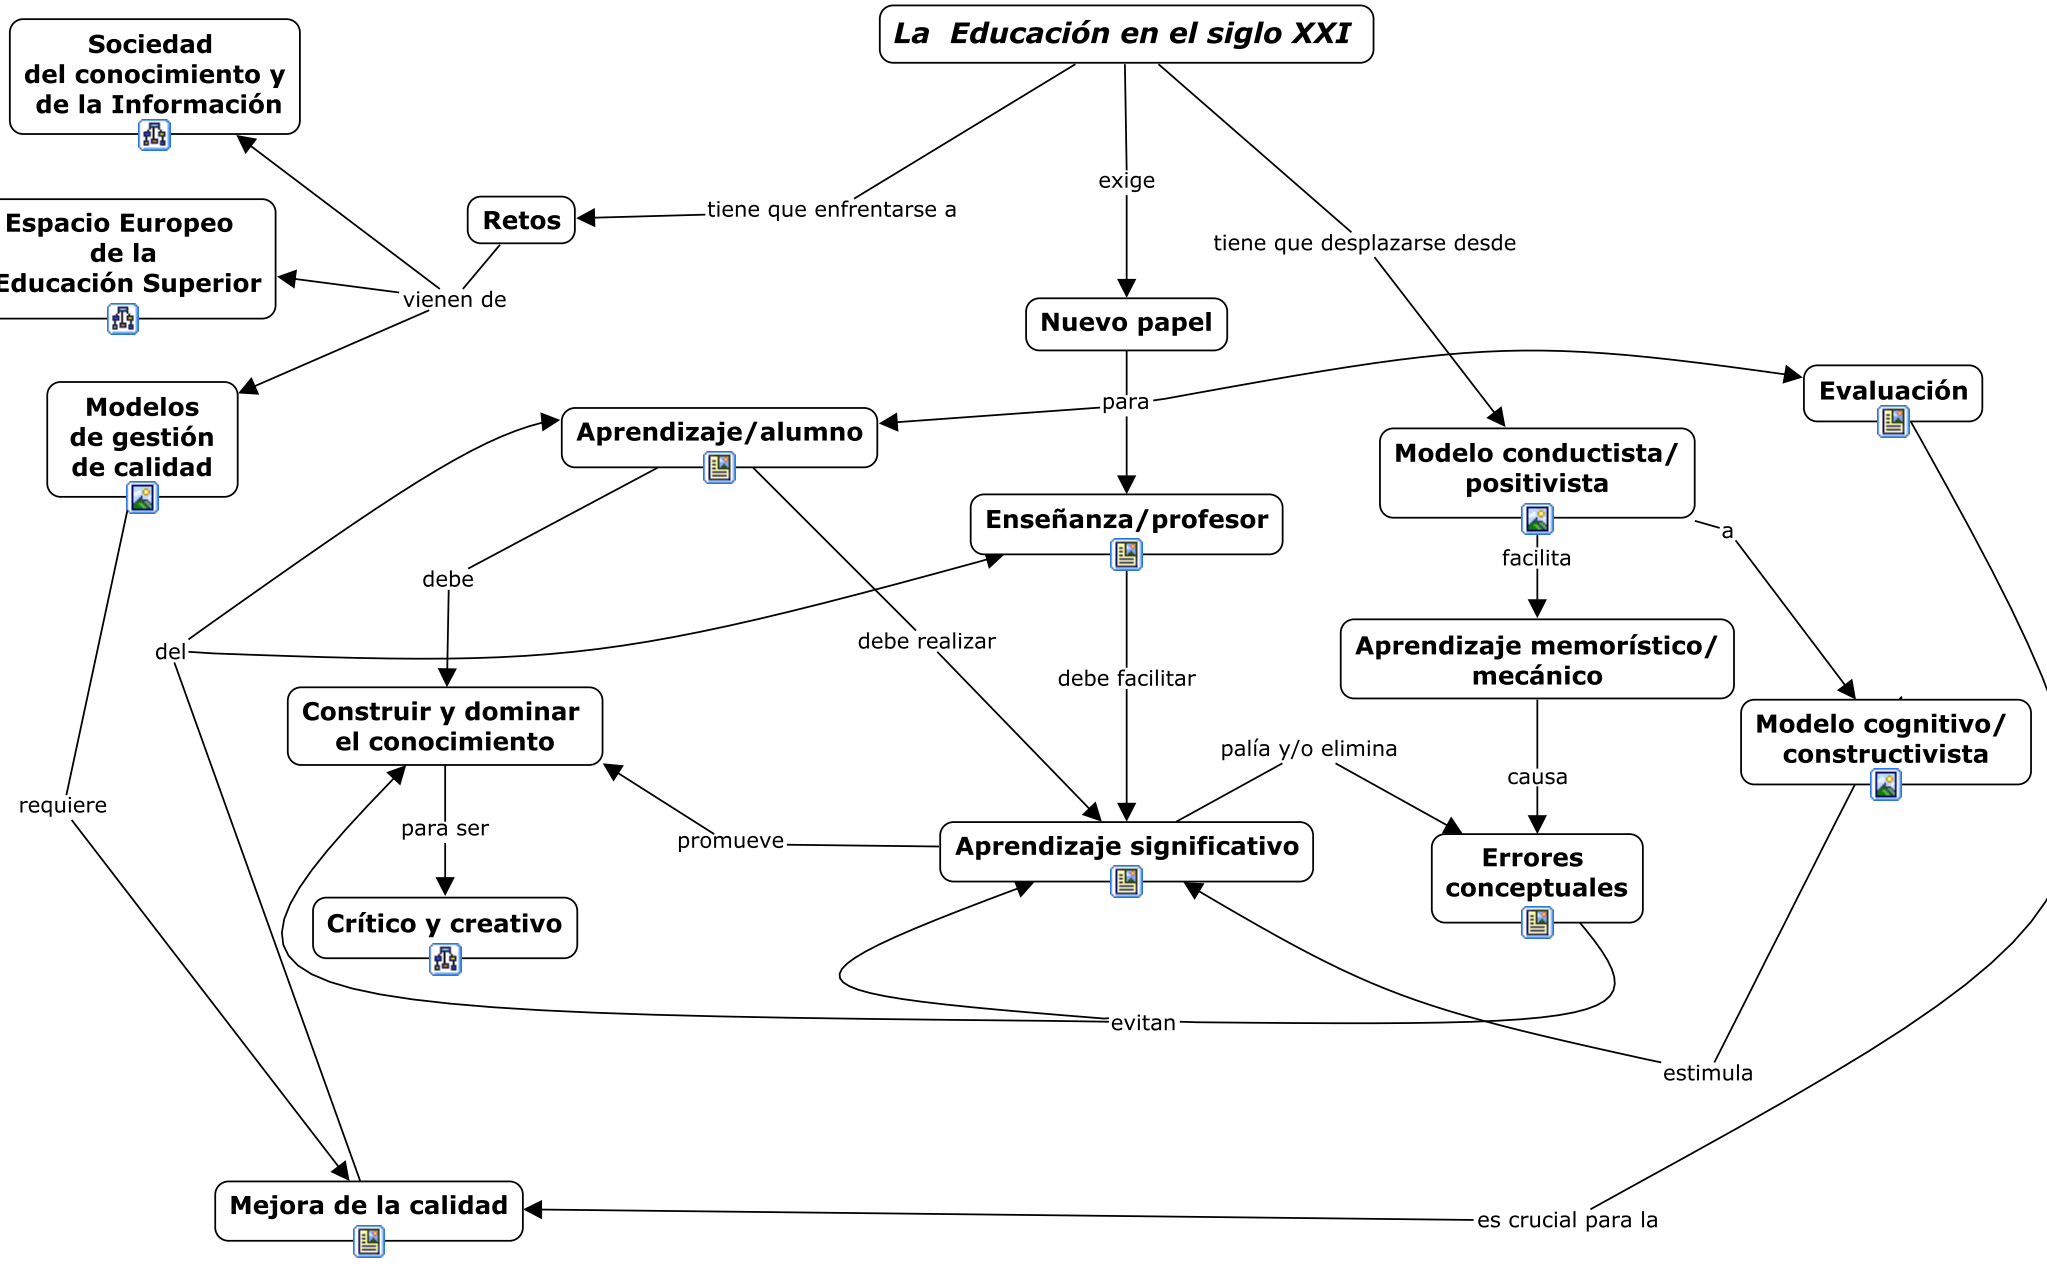 La  Educación en el siglo XXI
Sociedad
del conocimiento y
de la Información
exige
tiene que enfrentarse a
Retos
Espacio Europeo
de la
Educación Superior
tiene que desplazarse desde
vienen de
Nuevo papel
para
Evaluación
Modelos
de gestión
de calidad
Aprendizaje/alumno
Modelo conductista/
positivista
Enseñanza/profesor
a
facilita
debe
debe realizar
del
Aprendizaje memorístico/
mecánico
debe facilitar
Construir y dominar
el conocimiento
Modelo cognitivo/
constructivista
palía y/o elimina
causa
requiere
para ser
promueve
Aprendizaje significativo
Errores
conceptuales
Crítico y creativo
evitan
estimula
Mejora de la calidad
es crucial para la